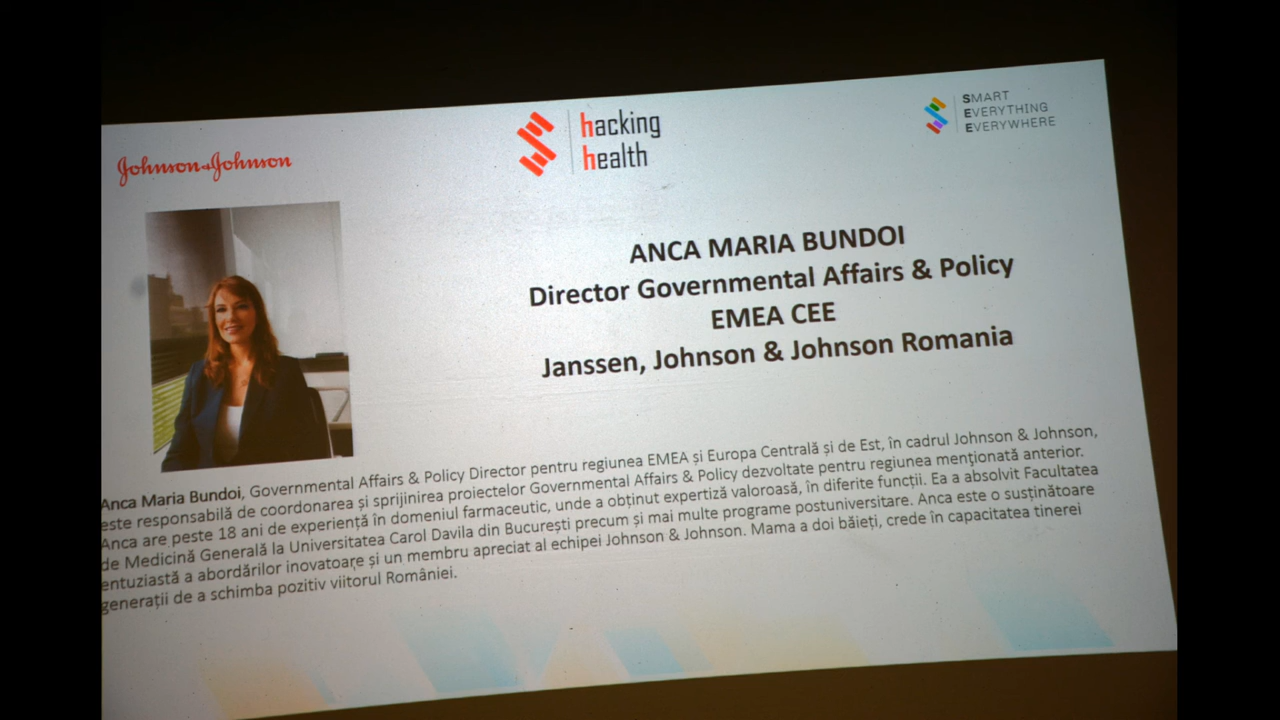 Johnson & Johnson
hacking
health
SMART
EVERYTHING
EVERYWHERE
ANCA MARIA BUNDOI
Director Governmental Affairs & Policy
EMEA CEE
Janssen, Johnson & Johnson Romania
Anca Maria Bundoi, Governmental Affairs & Policy Director pentru regiunea EMEA și Europa Centrală și de Est, în cadrul Johnson & Johnson,
este responsabilă de coordonarea și sprijinirea proiectelor Governmental Affairs & Policy dezvoltate pentru regiunea menţionată anterior.
Anca are peste 18 ani de experiență în domeniul farmaceutic, unde a obținut expertiză valoroasă, în diferite funcții. Ea a absolvit Facultatea
de Medicină Generală la Universitatea Carol Davila din București precum și mai multe programe postuniversitare. Anca este o susținătoare
entuziastă a abordărilor inovatoare și un membru apreciat al echipei Johnson & Johnson. Mama a doi băieți, crede în capacitatea tinerei
generații de a schimba pozitiv viitorul României.